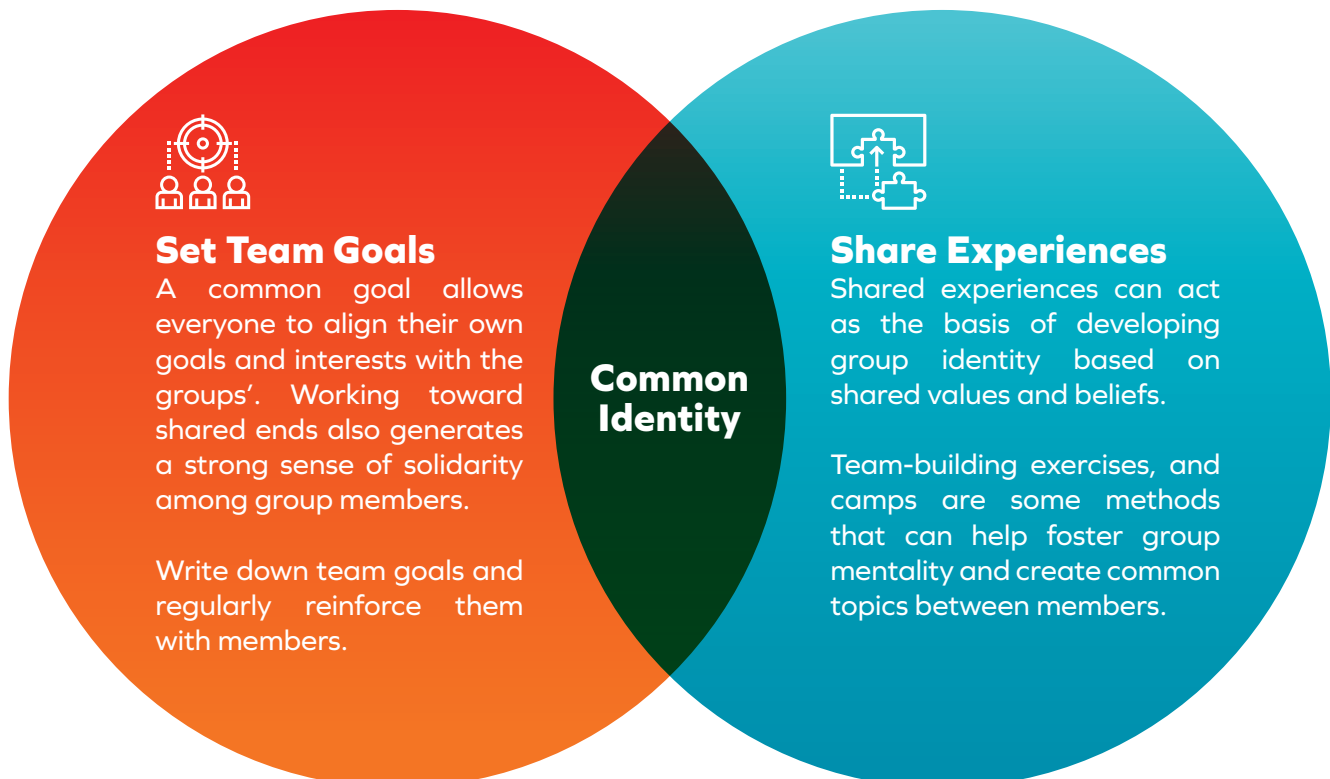 Set Team Goals
A common goal allows
everyone to align their own
goals and interests with the
groups’. Working toward
shared ends also generates
a strong sense of solidarity
among group members.
Write down team goals and
regularly reinforce them
with members.
Common
Identity
Share Experiences
Shared experiences can act
as the basis of developing
group identity based on
shared values and beliefs.
Team-building exercises, and
camps are some methods
that can help foster group
mentality and create common
topics between members.